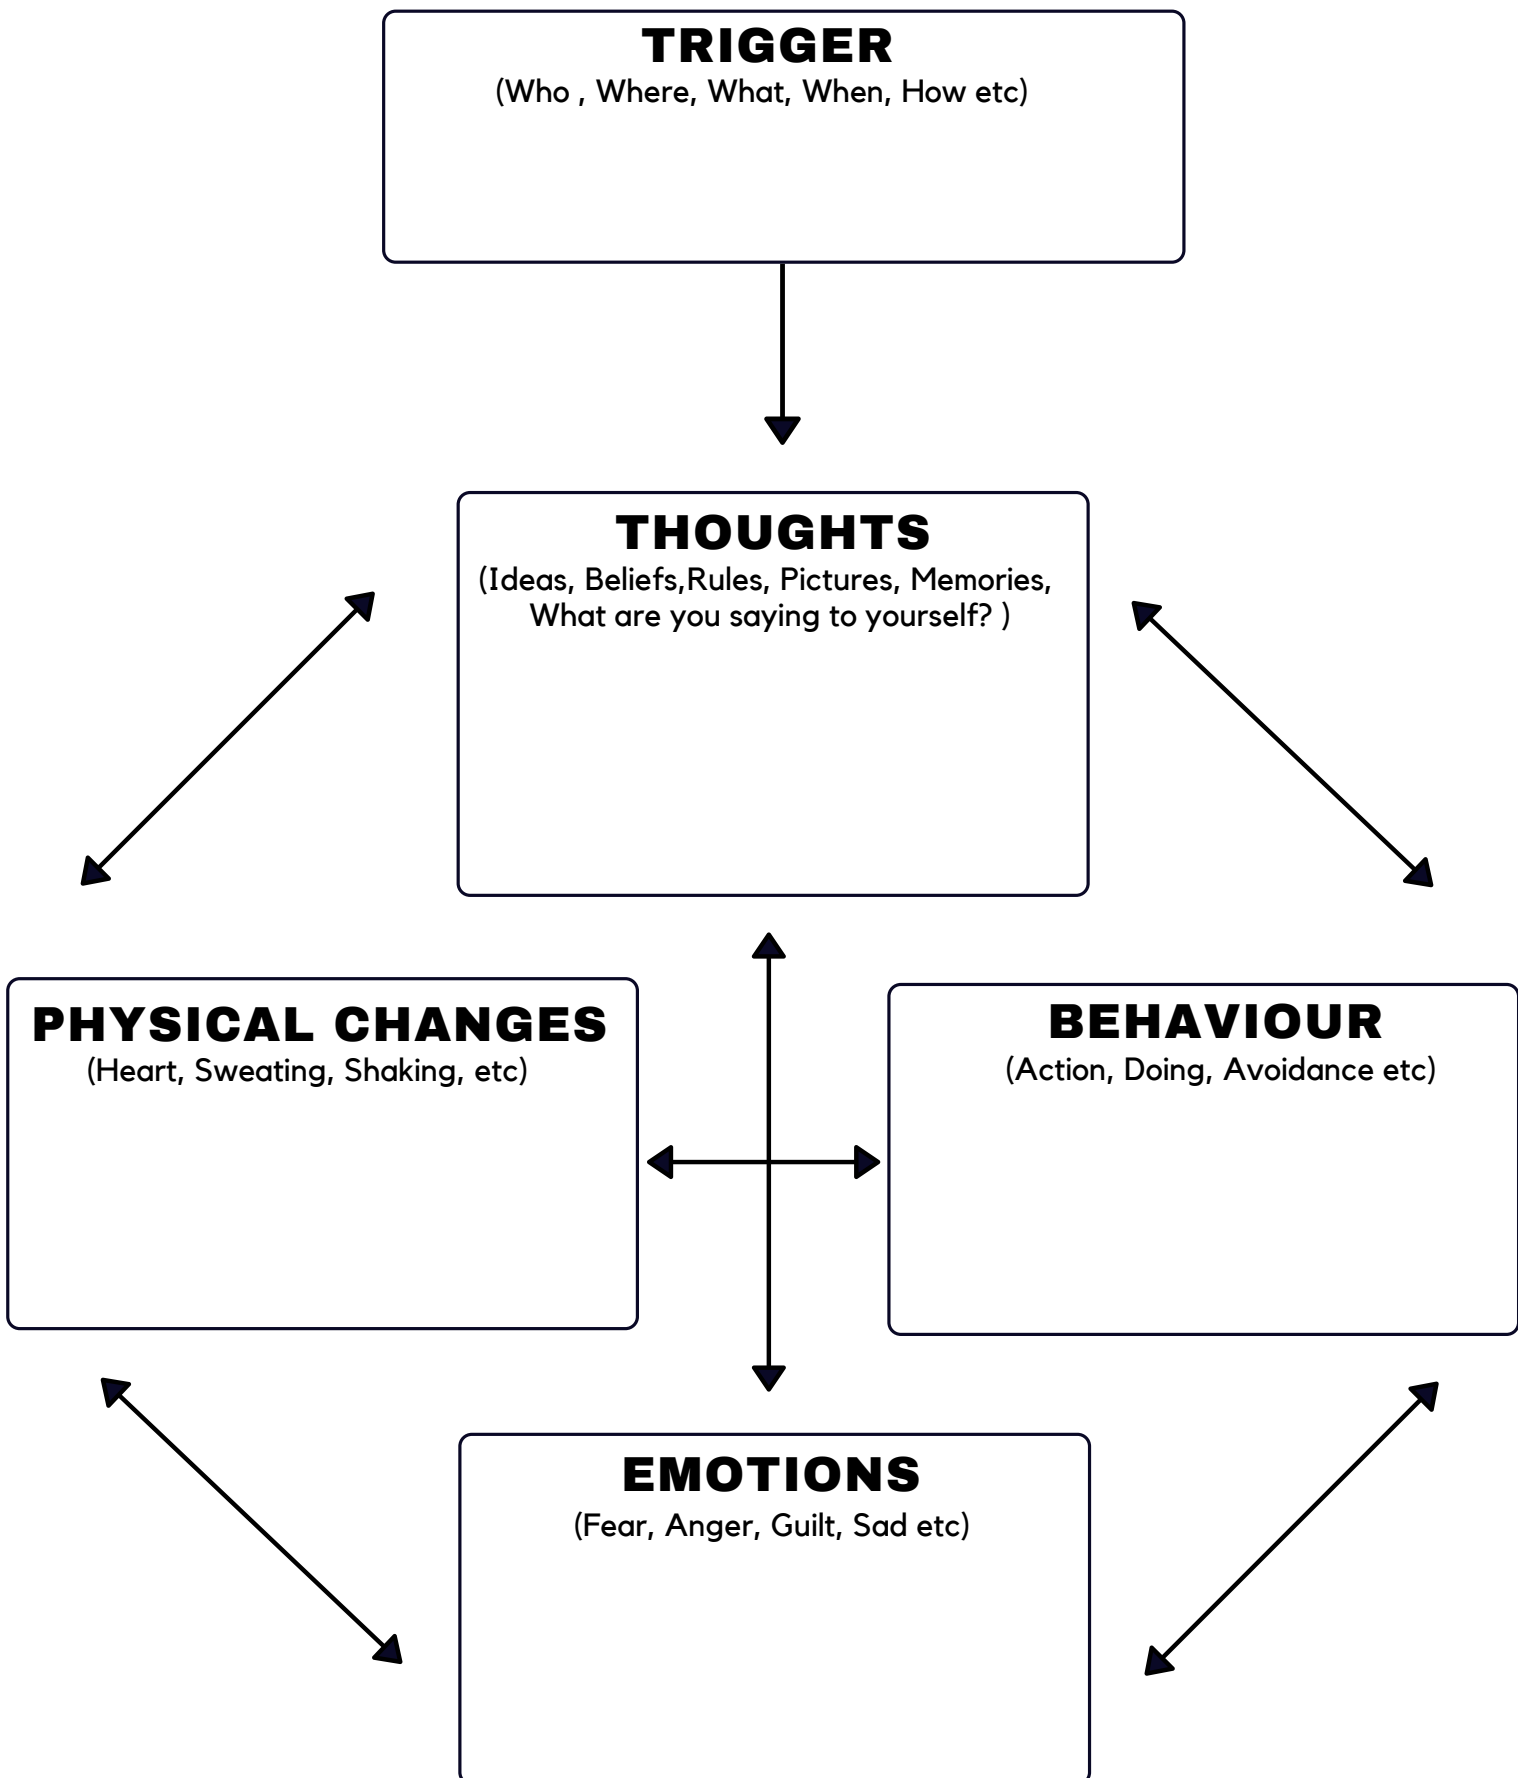 TRIGGER
(Who , Where, What, When, How etc)
THOUGHTS
(Ideas, Beliefs,Rules, Pictures, Memories,
What are you saying to yourself? )
PHYSICAL CHANGES
(Heart, Sweating, Shaking, etc)
BEHAVIOUR
(Action, Doing, Avoidance etc)
EMOTIONS
(Fear, Anger, Guilt, Sad etc)